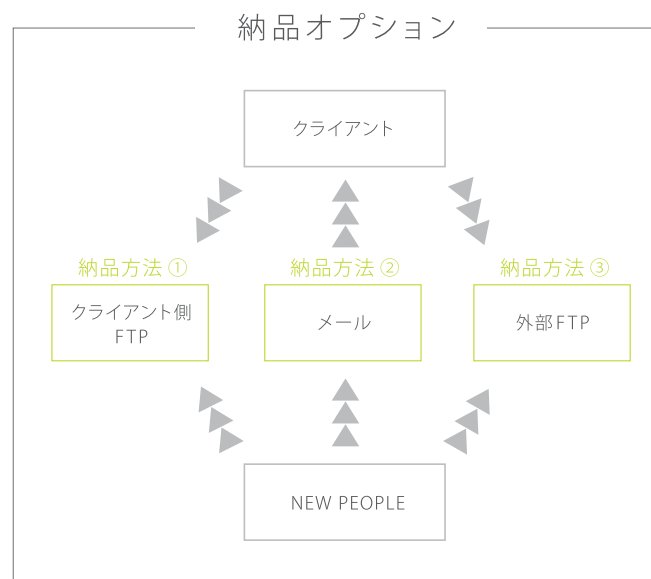 納品オプション
クライアント
納品方法①
納品方法②
納品方法③
クライアント側
FTP
メール
外部FTP
NEW PEOPLE